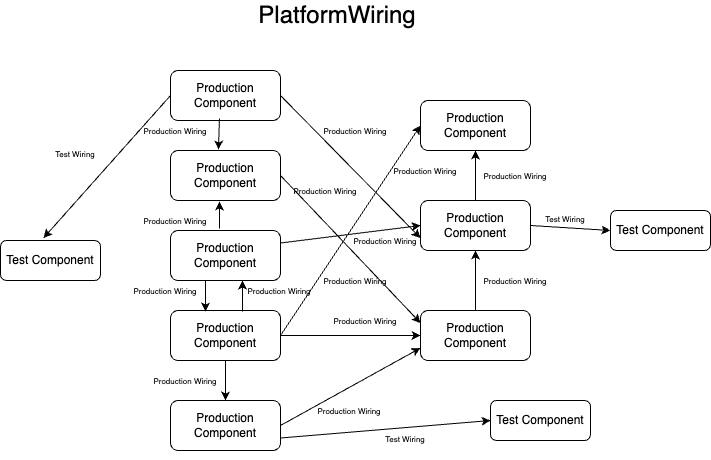 PlatformWiring
Production
Component
Production
Component
Production Wiring
Production Wiring
Test Wiring
Production
Component
Production Wiring
Production Wiring
Production Wiring
Production
Component
Production Wiring
Test Wiring
Test Component
Production
Component
Production Wiring
Test Component
Production Wiring
Production Wiring
Production Wiring
Production Wiring
Production
Component
Production Wiring
Production
Component
Production Wiring
Production Wiring
Production
Component
Test Wiring
Test Component